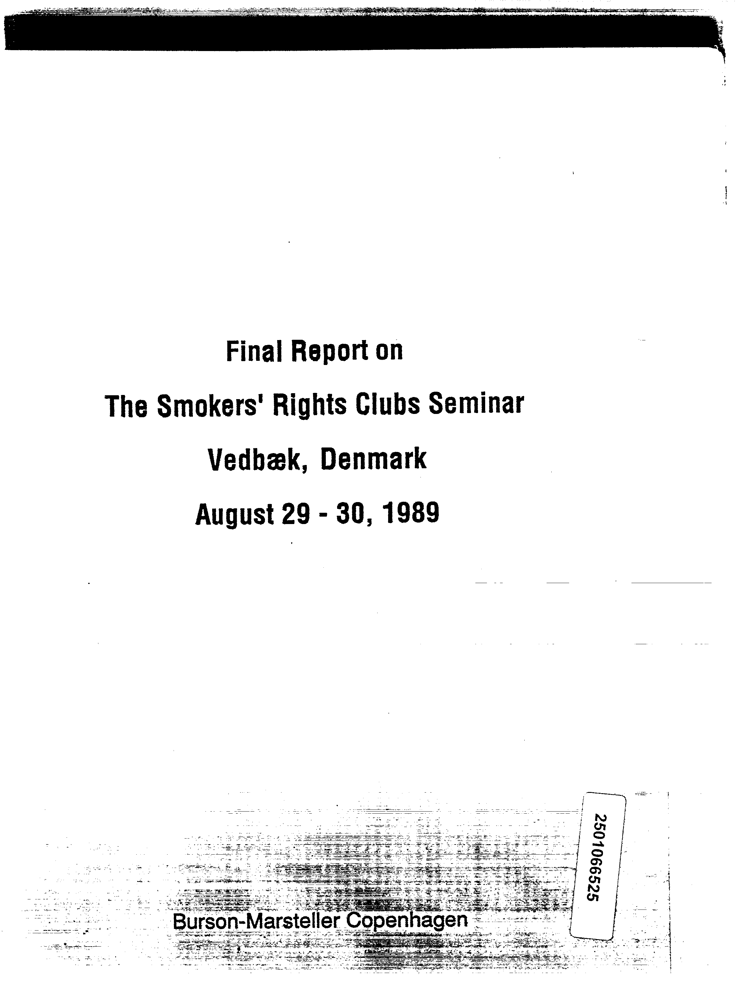 Final Report on
The Smokers' Rights Clubs Seminar
Vedbæk, Denmark
August 29 - 30, 1989
2501066525
Burson-Marsteller Copenhagen